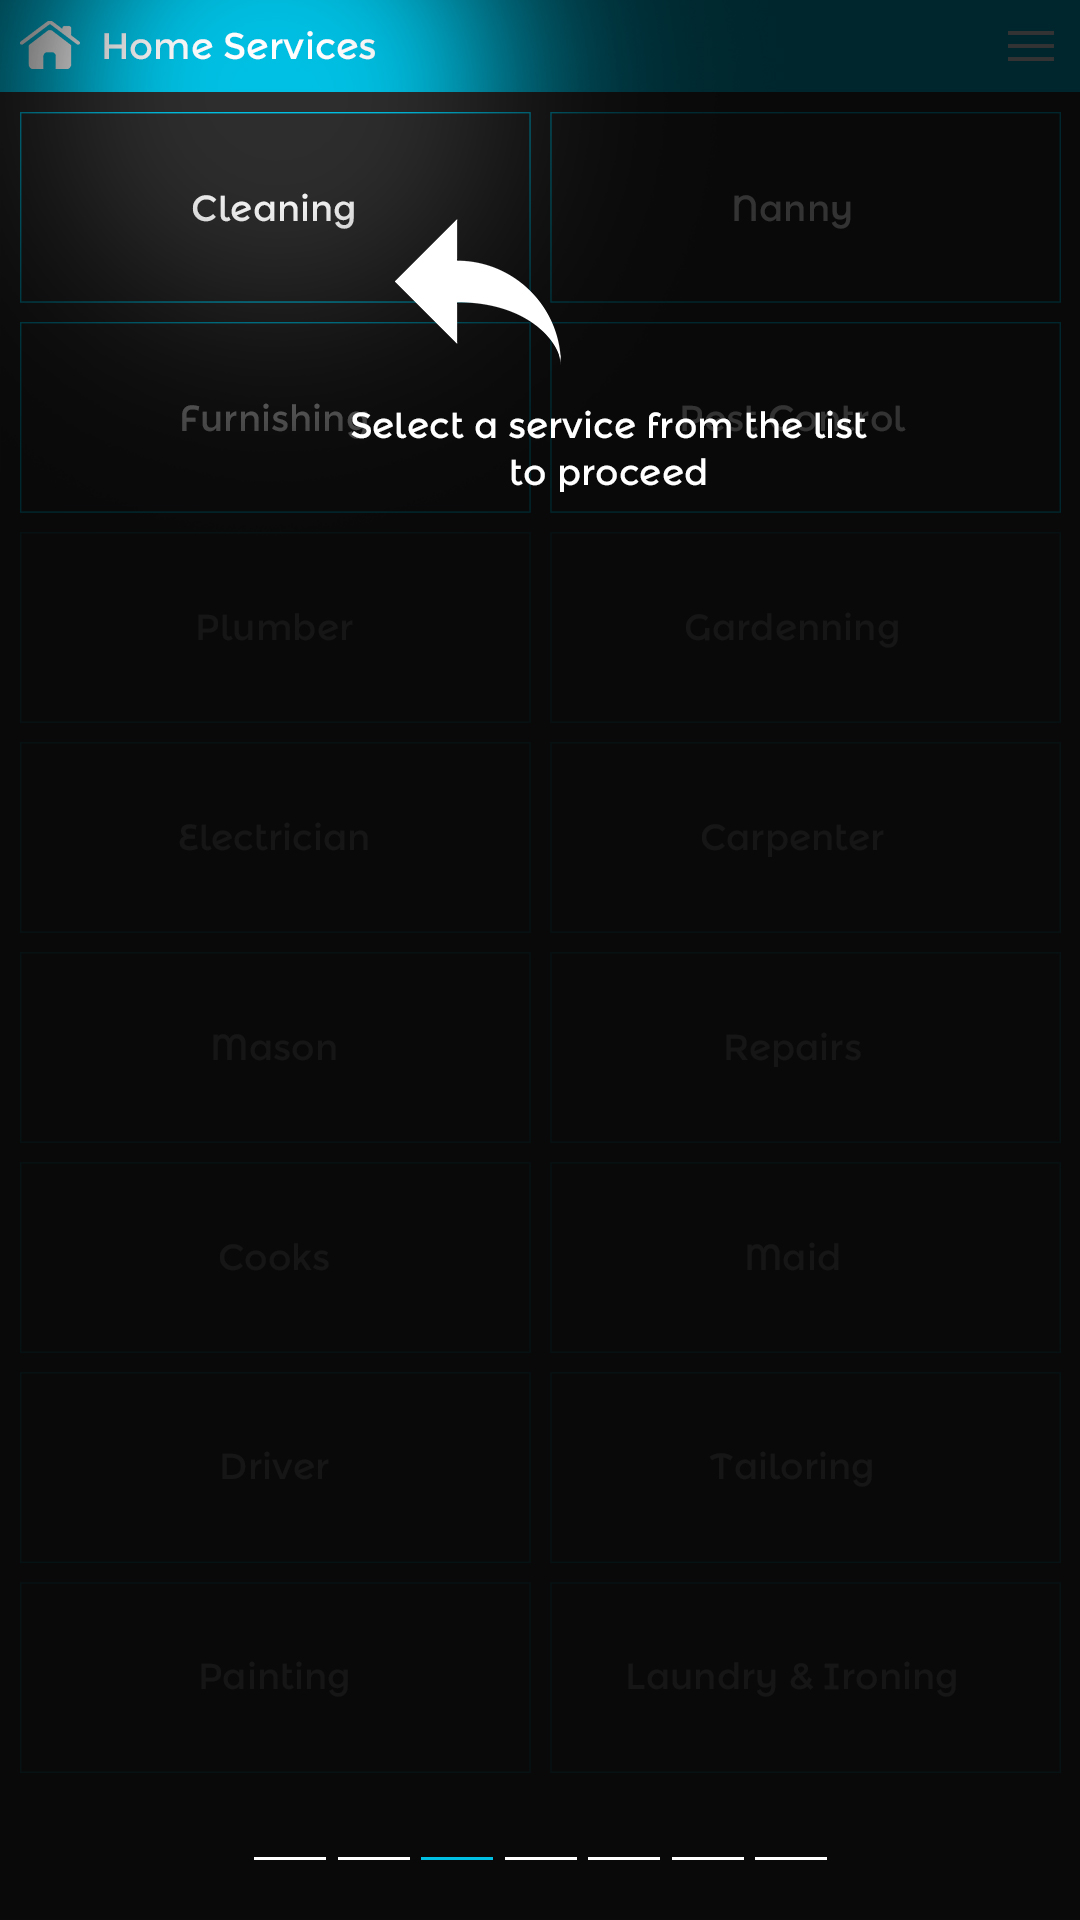 Home Services
Cleaning
Nanny
Furnishing
Pest Control
Select a service from the list
to proceed
Plumber
Gardenning
Electrician
Carpenter
Mason
Repairs
Cooks
Maid
Driver
Tailoring
Painting
Laundry & Ironing